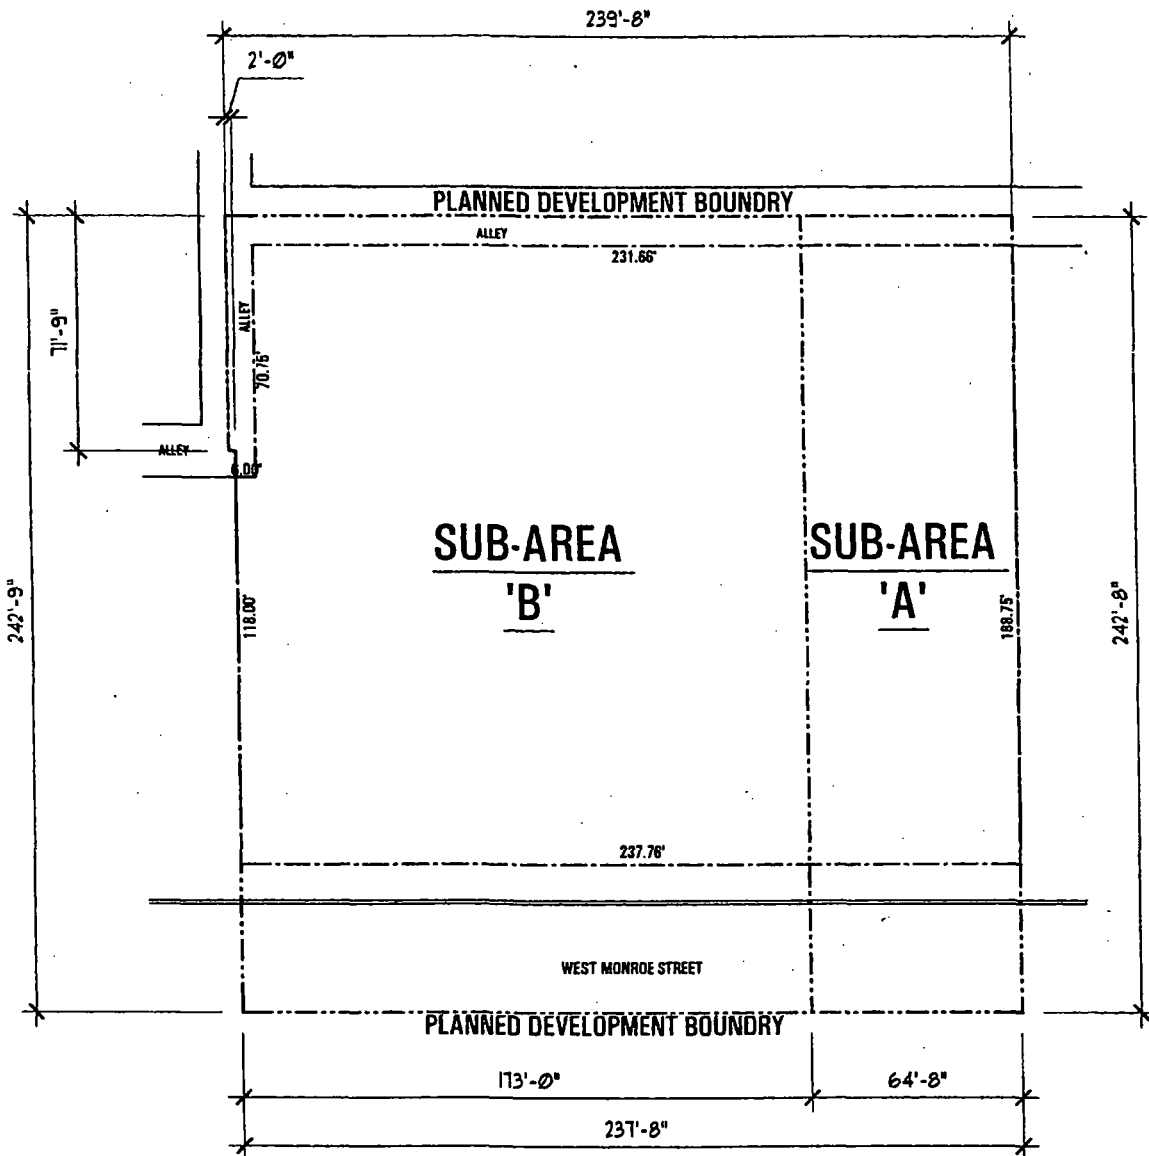 239'-8"
2'-0"
PLANNED DEVELOPMENT BOUNDRY
ALLEY
231.66'
71'-9"
ALLEY
70.75'
ALLEY
6.00'
SUB-AREA
'B'
SUB-AREA
'A'
242'-9"
118.00'
188.75'
242'-8"
237.76'
WEST MONROE STREET
PLANNED DEVELOPMENT BOUNDRY
173'-0"
64'-8"
237'-8"